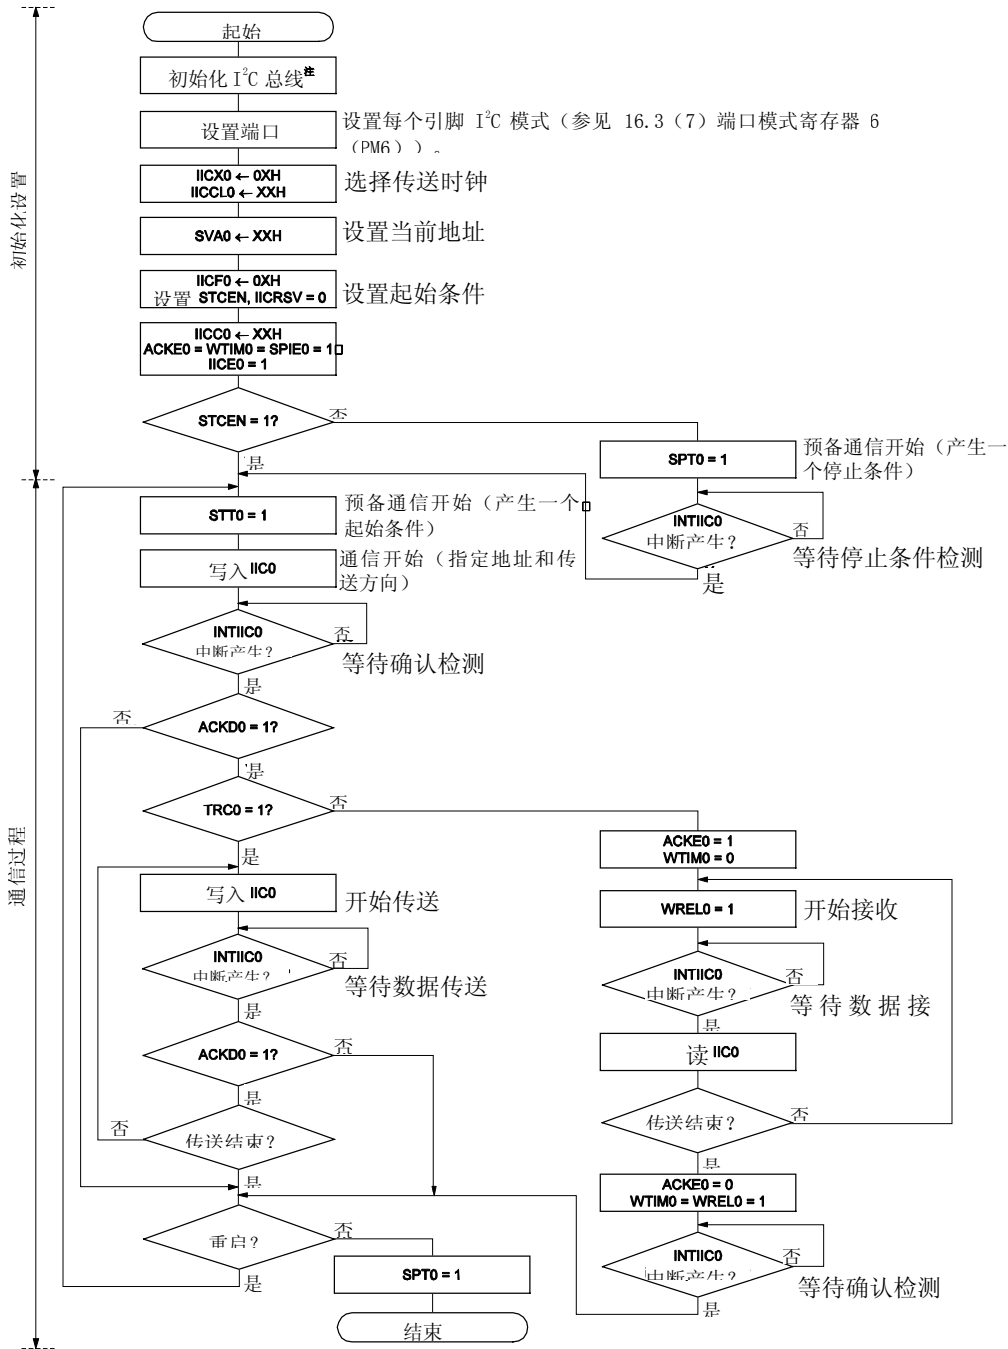 起始
初始化 I²C 总线注
设置端口
设置每个引脚 I²C 模式（参见 16.3（7）端口模式寄存器 6
（PM6））。
IICX0 ← 0XH
IICCL0 ← XXH
选择传送时钟
SVA0 ← XXH
设置当前地址
IICF0 ← 0XH
设置 STCEN, IICRSV = 0
设置起始条件
IICC0 ← XXH
ACKE0 = WTIM0 = SPIE0 = 1
IICE0 = 1
初始化设置
STCEN = 1?
否
是
SPT0 = 1
预备通信开始（产生一
个停止条件）
INTIIC0
中断产生？
否
等待停止条件检测
是
STT0 = 1
预备通信开始（产生一个
起始条件）
写入 IIC0
通信开始（指定地址和传
送方向）
INTIIC0
中断产生？
否
等待确认检测
是
ACKD0 = 1?
否
是
TRC0 = 1?
否
是
通信过程
写入 IIC0
开始传送
INTIIC0
中断产生？
否
等待数据传送
是
ACKD0 = 1?
否
是
传送结束？
否
是
ACKE0 = 1
WTIM0 = 0
WREL0 = 1
开始接收
INTIIC0
中断产生？
否
等待数据接
是
读 IIC0
传送结束？
否
是
ACKE0 = 0
WTIM0 = WREL0 = 1
INTIIC0
中断产生？
否
等待确认检测
是
重启？
否
是
SPT0 = 1
结束